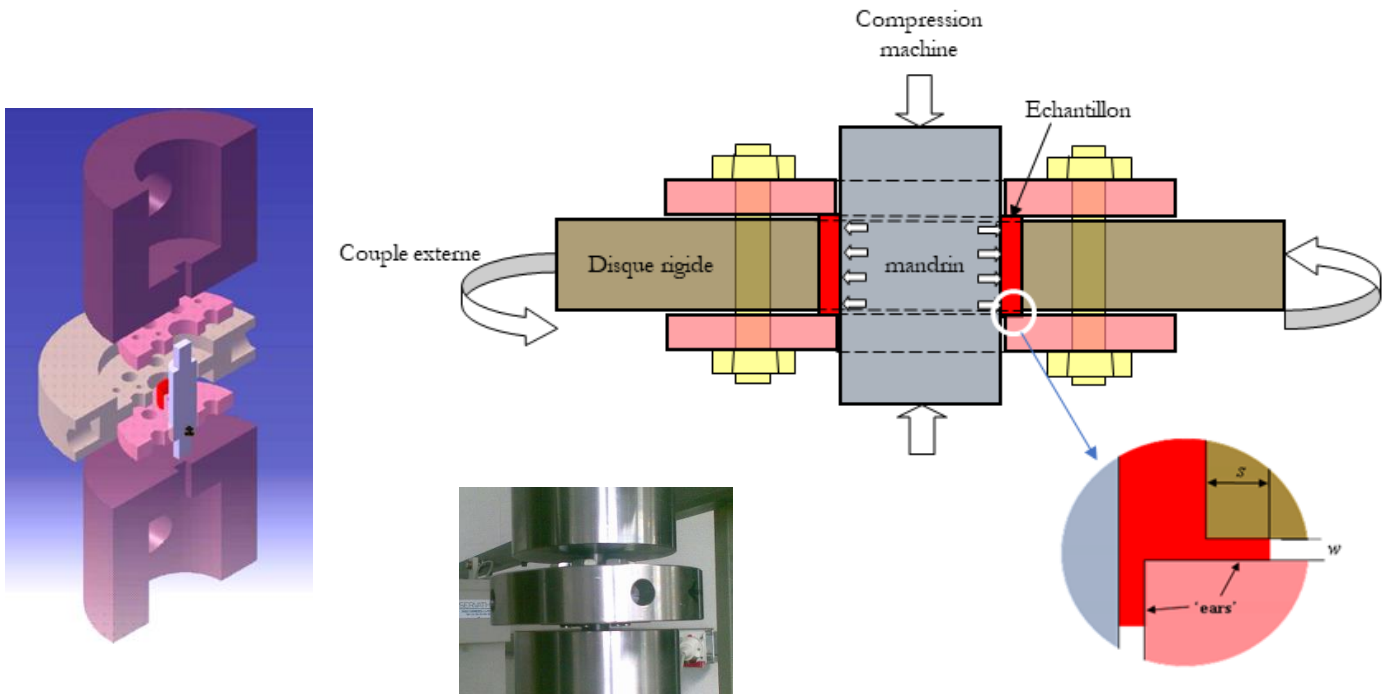 Compression
machine
Echantillon
Couple externe
Disque rigide
mandrin
s
w
'ears'